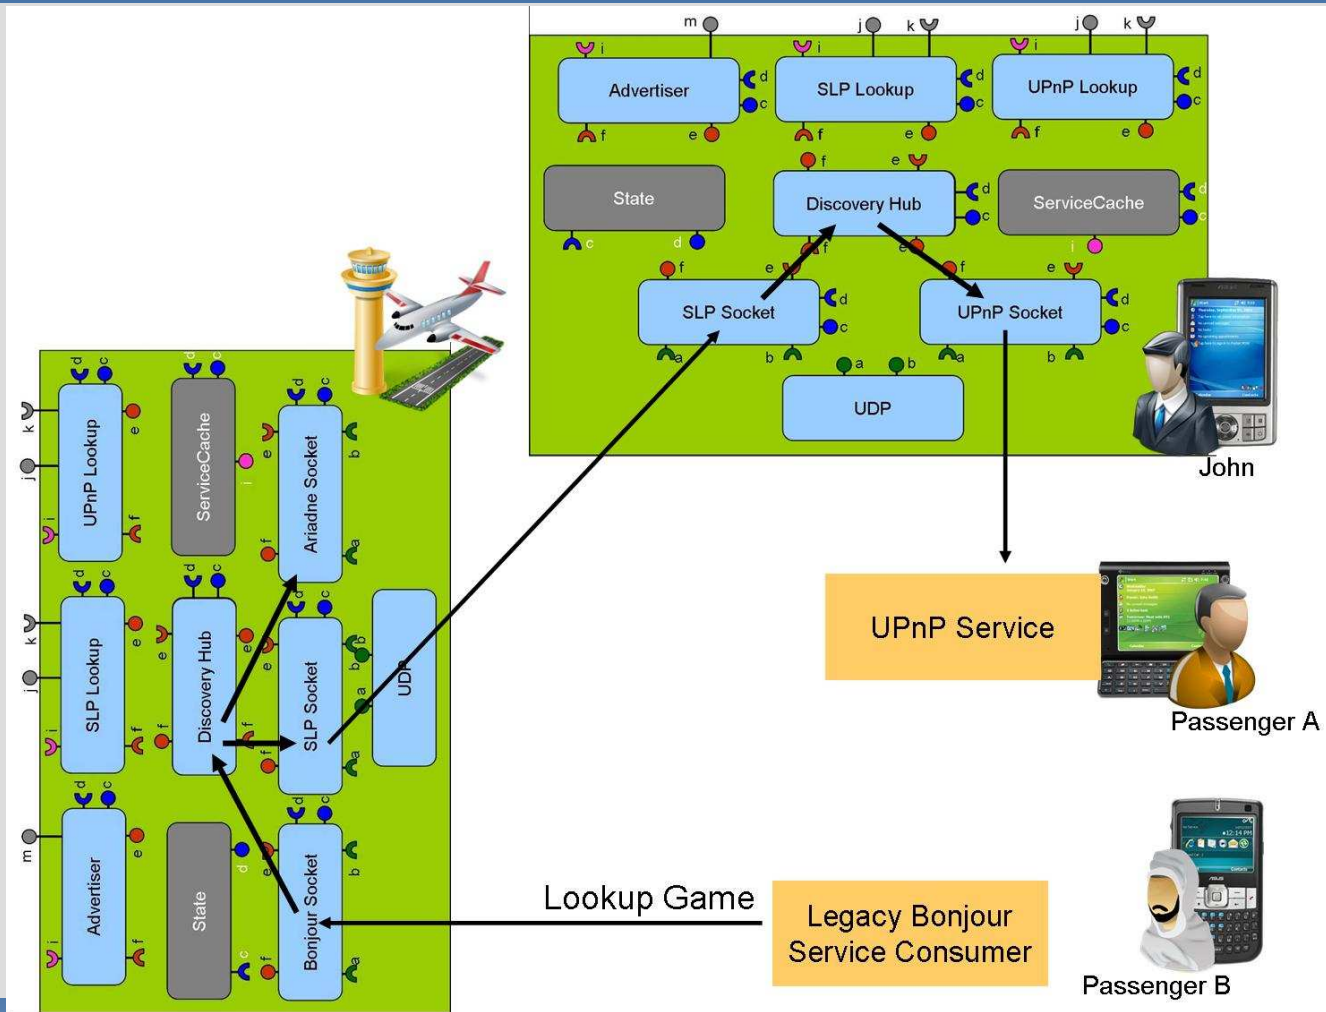 m
j
k
i
i
i
Advertiser
d
c
SLP Lookup
d
c
UPnP Lookup
d
c
f
e
f
e
f
e
f
e
State
c
d
Discovery Hub
d
c
ServiceCache
d
c
i
f
e
f
e
f
e
SLP Socket
d
c
UPnP Socket
d
c
a
b
a
b
a
b
UDP
John
d
c
d
c
d
c
k
j
i
UPnP Lookup
e
f
ServiceCache
i
e
f
Ariadne Socket
b
a
d
c
d
c
d
c
k
j
i
SLP Lookup
e
f
e
f
Discovery Hub
e
f
e
f
SLP Socket
b
a
b
a
UDP
d
c
d
c
m
i
Advertiser
e
f
State
d
c
e
f
Bonjour Socket
b
a
UPnP Service
Passenger A
Lookup Game
Legacy Bonjour
Service Consumer
Passenger B